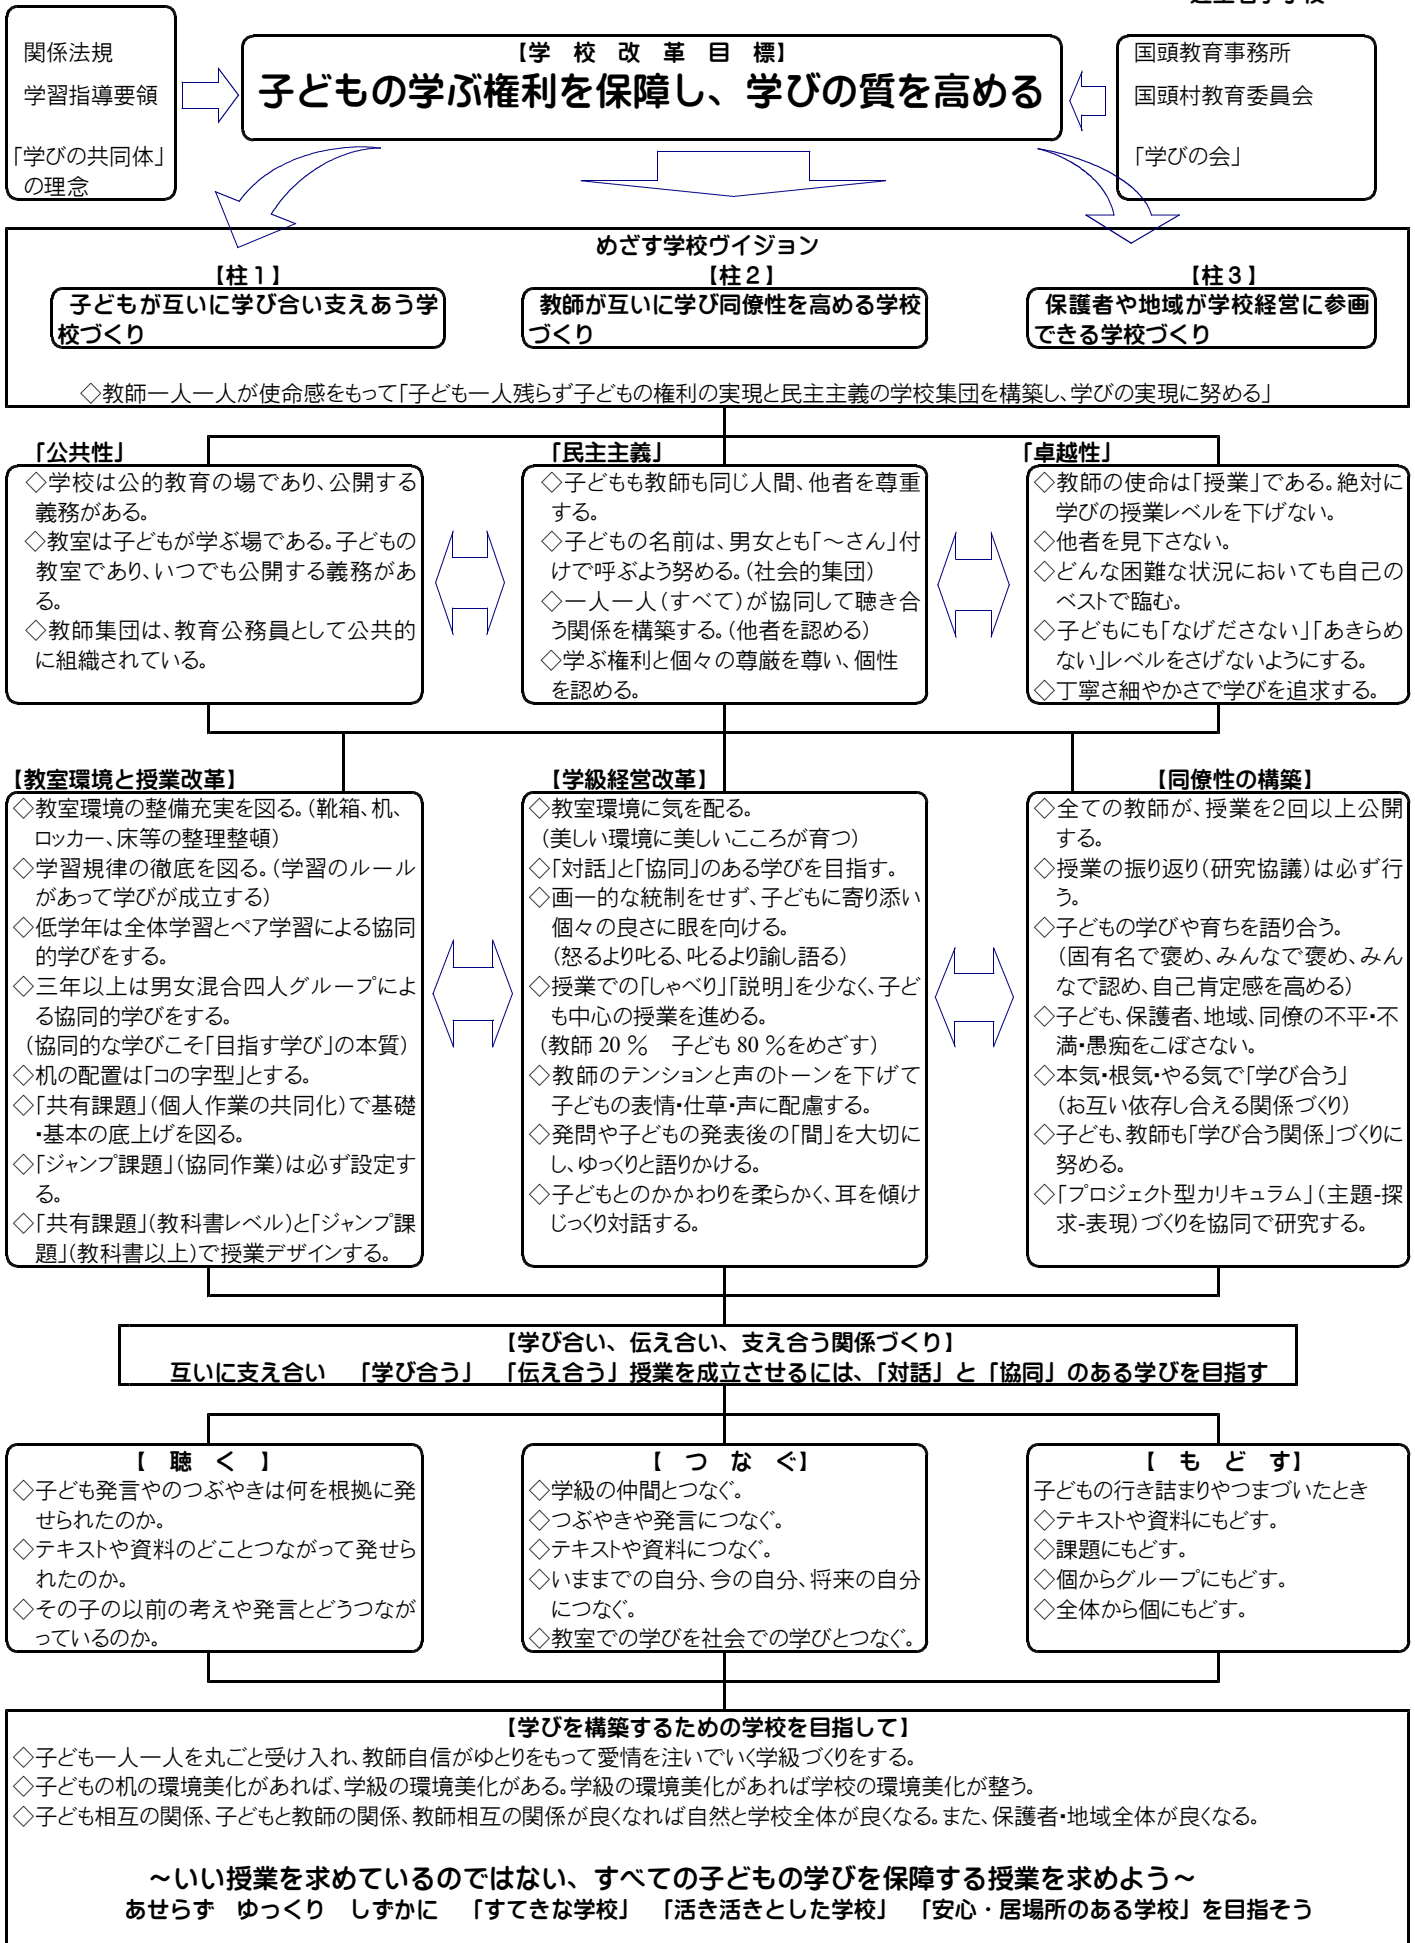 関係法規
学習指導要領
「学びの共同体」
の理念
【学　校　改　革　目　標】
子どもの学ぶ権利を保障し、学びの質を高める
国頭教育事務所
国頭村教育委員会
「学びの会」
めざす学校ヴイジョン
【柱１】
子どもが互いに学び合い支えあう学
校づくり
【柱２】
教師が互いに学び同僚性を高める学校
づくり
【柱３】
保護者や地域が学校経営に参画
できる学校づくり
◇教師一人一人が使命感をもって「子ども一人残らず子どもの権利の実現と民主主義の学校集団を構築し、学びの実現に努める」
「公共性」
◇学校は公的教育の場であり、公開する
義務がある。
◇教室は子どもが学ぶ場である。子どもの
教室であり、いつでも公開する義務があ
る。
◇教師集団は、教育公務員として公共的
に組織されている。
「民主主義」
◇子どもも教師も同じ人間、他者を尊重
する。
◇子どもの名前は、男女とも「～さん」付
けで呼ぶよう努める。（社会的集団）
◇一人一人（すべて）が協同して聴き合
う関係を構築する。（他者を認める）
◇学ぶ権利と個々の尊厳を尊い、個性
を認める。
「卓越性」
◇教師の使命は「授業」である。絶対に
学びの授業レベルを下げない。
◇他者を見下さない。
◇どんな困難な状況においても自己の
ベストで臨む。
◇子どもにも「なげださない」「あきらめ
ない」レベルをさげないようにする。
◇丁寧さ細やかさで学びを追求する。
【教室環境と授業改革】
◇教室環境の整備充実を図る。（靴箱、机、
ロッカー、床等の整理整頓）
◇学習規律の徹底を図る。（学習のルール
があって学びが成立する）
◇低学年は全体学習とペア学習による協同
的学びをする。
◇三年以上は男女混合四人グループによ
る協同的学びをする。
（協同的な学びこそ「目指す学び」の本質）
◇机の配置は「コの字型」とする。
◇「共有課題」（個人作業の共同化）で基礎
・基本の底上げを図る。
◇「ジャンプ課題」（協同作業）は必ず設定す
る。
◇「共有課題」（教科書レベル）と「ジャンプ課
題」（教科書以上）で授業デザインする。
【学級経営改革】
◇教室環境に気を配る。
（美しい環境に美しいこころが育つ）
◇「対話」と「協同」のある学びを目指す。
◇画一的な統制をせず、子どもに寄り添い
個々の良さに眼を向ける。
（怒るより叱る、叱るより諭し語る）
◇授業での「しゃべり」「説明」を少なく、子ど
も中心の授業を進める。
（教師 20 ％　子ども 80 ％をめざす）
◇教師のテンションと声のトーンを下げて
子どもの表情・仕草・声に配慮する。
◇発問や子どもの発表後の「間」を大切に
し、ゆっくりと語りかける。
◇子どもとのかかわりを柔らかく、耳を傾け
じっくり対話する。
【同僚性の構築】
◇全ての教師が、授業を2回以上公開
する。
◇授業の振り返り（研究協議）は必ず行
う。
◇子どもの学びや育ちを語り合う。
（固有名で褒め、みんなで褒め、みん
なで認め、自己肯定感を高める）
◇子ども、保護者、地域、同僚の不平・不
満・愚痴をこぼさない。
◇本気・根気・やる気で「学び合う」
（お互い依存し合える関係づくり）
◇子ども、教師も「学び合う関係」づくりに
努める。
◇「プロジェクト型カリキュラム」（主題-探
求-表現）づくりを協同で研究する。
【学び合い、伝え合い、支え合う関係づくり】
互いに支え合い　「学び合う」　「伝え合う」授業を成立させるには、「対話」と「協同」のある学びを目指す
【　聴　く　】
◇子ども発言やのつぶやきは何を根拠に発
せられたのか。
◇テキストや資料のどことつながって発せら
れたのか。
◇その子の以前の考えや発言とどうつなが
っているのか。
【　つ　な　ぐ】
◇学級の仲間とつなぐ。
◇つぶやきや発言につなぐ。
◇テキストや資料につなぐ。
◇いままでの自分、今の自分、将来の自分
につなぐ。
◇教室での学びを社会での学びとつなぐ。
【　も　ど　す】
子どもの行き詰まりやつまづいたとき
◇テキストや資料にもどす。
◇課題にもどす。
◇個からグループにもどす。
◇全体から個にもどす。
【学びを構築するための学校を目指して】
◇子ども一人一人を丸ごと受け入れ、教師自信がゆとりをもって愛情を注いでいく学級づくりをする。
◇子どもの机の環境美化があれば、学級の環境美化がある。学級の環境美化があれば学校の環境美化が整う。
◇子ども相互の関係、子どもと教師の関係、教師相互の関係が良くなれば自然と学校全体が良くなる。また、保護者・地域全体が良くなる。
～いい授業を求めているのではない、すべての子どもの学びを保障する授業を求めよう～
あせらず　ゆっくり　しずかに　「すてきな学校」　「活き活きとした学校」　「安心・居場所のある学校」を目指そう